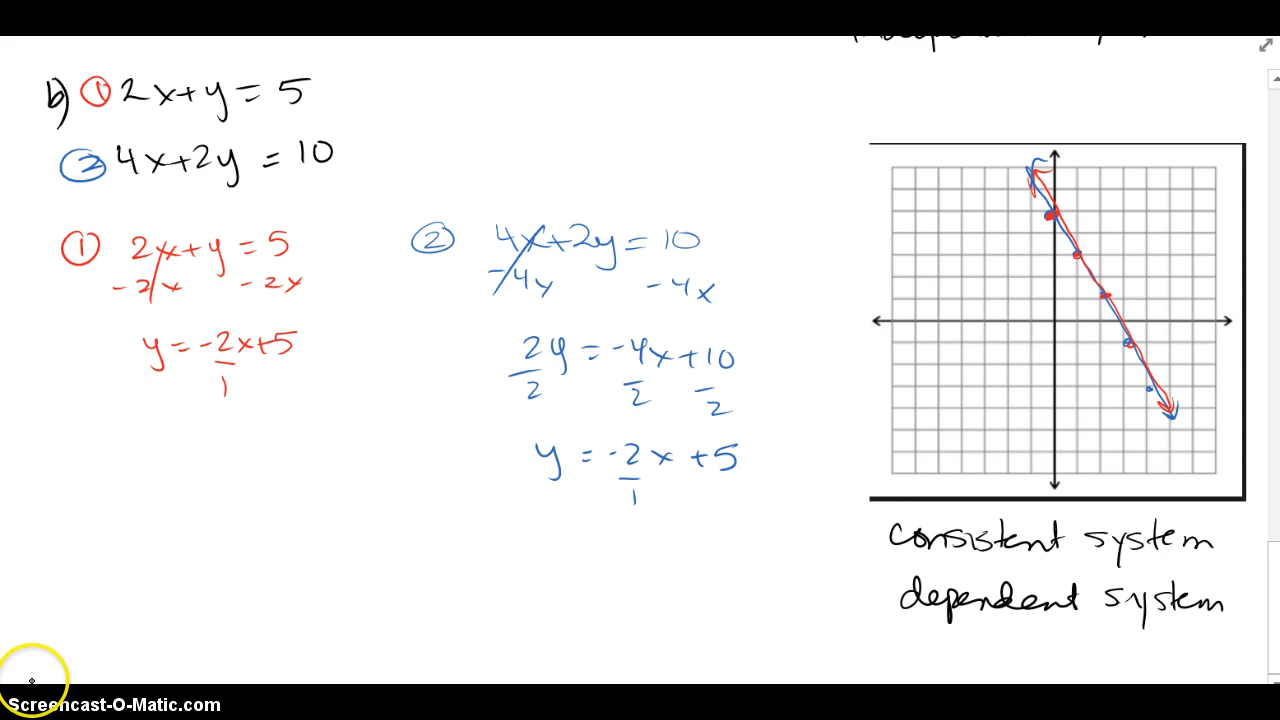 b) ① 2x+y = 5
② 4x+2y = 10
① 2x+y = 5
-2x -2x
y = -2x+5
1
② 4x+2y = 10
-4x -4x
2y = -4x+10
2 2 2
y = -2x+5
1
consistent system
dependent system
Screencast-O-Matic.com